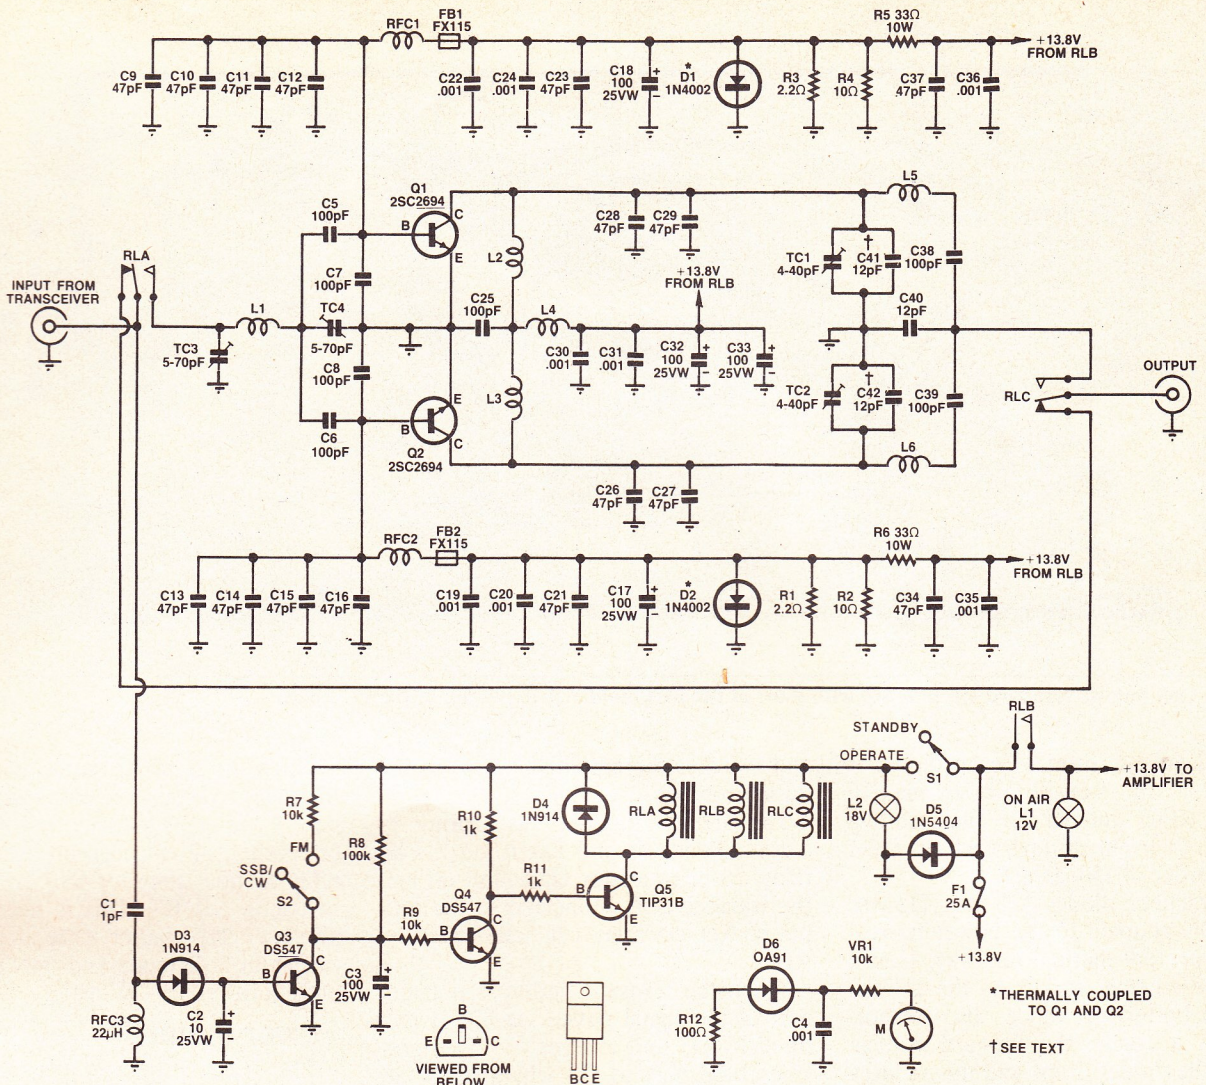 RFC1
FB1
FX115
R5 33Ω
10W
+13.8V
FROM RLB
C9
47pF
C10
47pF
C11
47pF
C12
47pF
C22
.001
C24
.001
C23
47pF
C18
100
25VW
+
-
*
D1
1N4002
R3
2.2Ω
R4
10Ω
C37
47pF
C36
.001
Q1
2SC2694
C5
100pF
B
C
E
L2
C28
47pF
C29
47pF
L5
TC1
4-40pF
†
C41
12pF
C38
100pF
RLA
INPUT FROM
TRANSCEIVER
L1
C7
100pF
TC4
5-70pF
C25
100pF
L4
+13.8V
FROM RLB
C40
12pF
TC3
5-70pF
C8
100pF
C30
.001
C31
.001
C32
100
25VW
+
-
C33
100
25VW
+
-
OUTPUT
RLC
C6
100pF
B
E
C
Q2
2SC2694
L3
TC2
4-40pF
†
C42
12pF
C39
100pF
L6
C26
47pF
C27
47pF
RFC2
FB2
FX115
R6 33Ω
10W
+13.8V
FROM RLB
C13
47pF
C14
47pF
C15
47pF
C16
47pF
C19
.001
C20
.001
C21
47pF
C17
100
25VW
+
-
*
D2
1N4002
R1
2.2Ω
R2
10Ω
C34
47pF
C35
.001
STANDBY
OPERATE
S1
RLB
+13.8V TO
AMPLIFIER
R7
10k
R8
100k
R10
1k
D4
1N914
RLA
RLB
RLC
L2
18V
D5
1N5404
ON AIR
L1
12V
FM
SSB/
CW
S2
R11
1k
B
C
E
Q5
TIP31B
F1
25A
+13.8V
C1
1pF
D3
1N914
Q3
DS547
B
C
E
R9
10k
Q4
DS547
B
C
E
RFC3
22µH
C2
10
25VW
+
-
C3
100
25VW
+
-
B
E
C
VIEWED FROM
BELOW
BCE
D6
OA91
VR1
10k
R12
100Ω
C4
.001
M
*THERMALLY COUPLED
TO Q1 AND Q2
†SEE TEXT